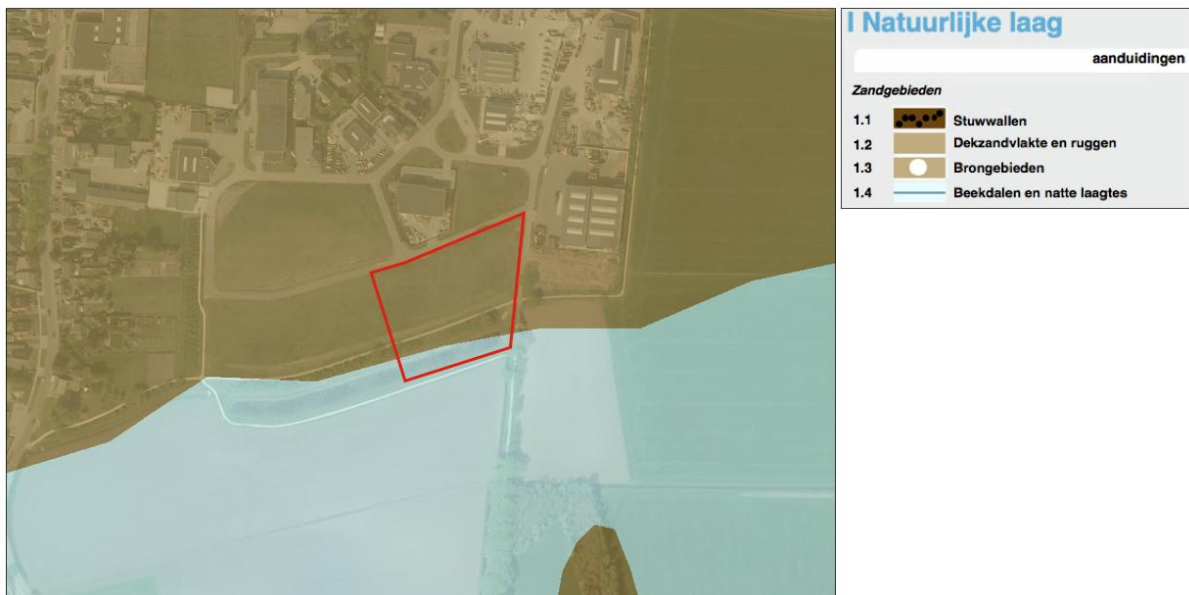 I Natuurlijke laag
aanduidingen
Zandgebieden
1.1 Stuwwallen
1.2 Dekzandvlakte en ruggen
1.3 Brongebieden
1.4 Beekdalen en natte laagtes